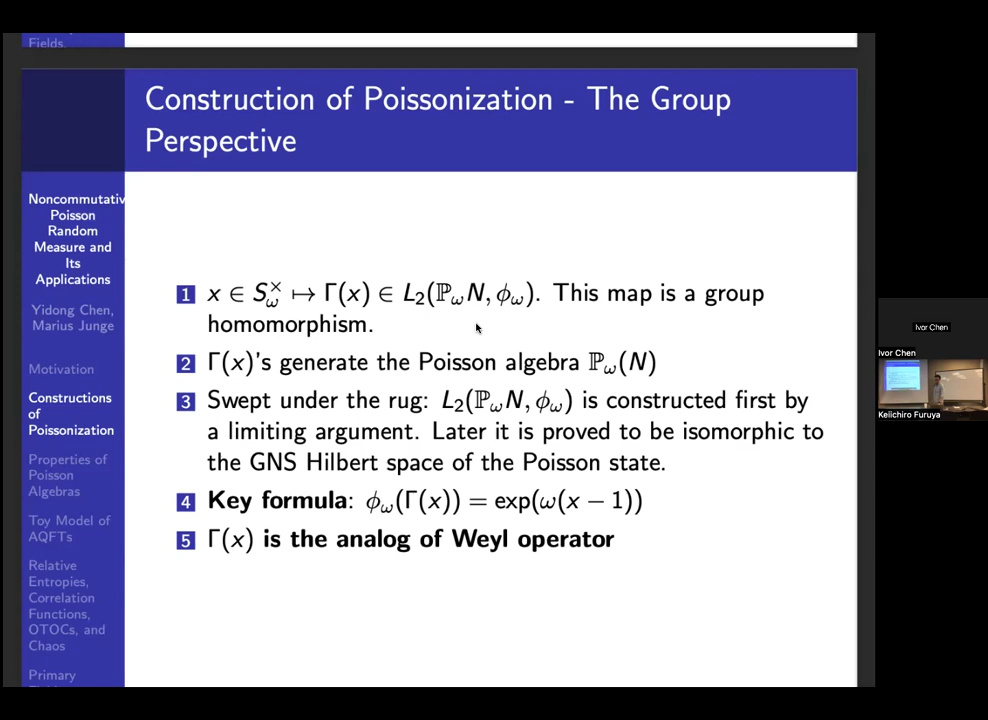 Fields,
Construction of Poissonization - The Group
Perspective
Noncommutativ
Poisson
Random
Measure and
Its
Applications
Yidong Chen,
Marius Junge
Motivation
Constructions
of
Poissonization
Properties of
Poisson
Algebras
Toy Model of
AQFTs
Relative
Entropies,
Correlation
Functions,
OTOCs, and
Chaos
Primary
1 x ∈ S_ω^× ↦ Γ(x) ∈ L₂(ℙ_ωN, ϕ_ω). This map is a group
homomorphism.
2 Γ(x)'s generate the Poisson algebra ℙ_ω(N)
3 Swept under the rug: L₂(ℙ_ωN, ϕ_ω) is constructed first by
a limiting argument. Later it is proved to be isomorphic to
the GNS Hilbert space of the Poisson state.
4 Key formula: ϕ_ω(Γ(x)) = exp(ω(x − 1))
5 Γ(x) is the analog of Weyl operator
Ivor Chen
Ivor Chen
Keiichiro Furuya